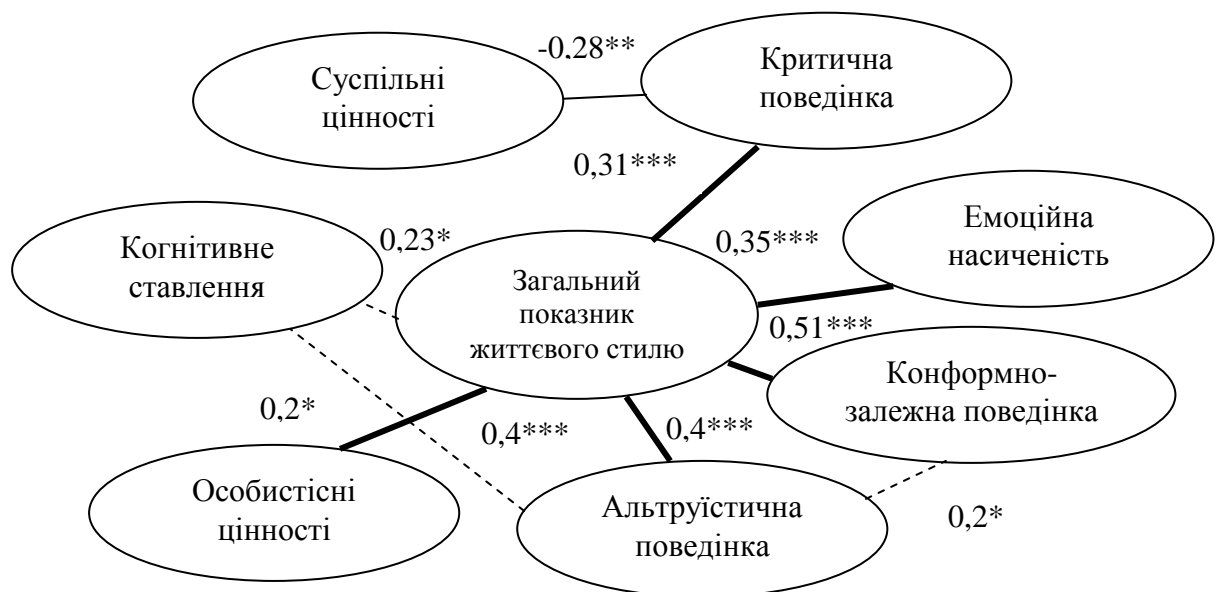 -0,28**
Суспільні
цінності
Критична
поведінка
0,31***
Когнітивне
ставлення
0,23*
Загальний
показник
життєвого стилю
0,35***
Емоційна
насиченість
0,51***
Конформно-
залежна поведінка
0,2*
0,4***
0,4***
Особистісні
цінності
Альтруїстична
поведінка
0,2*